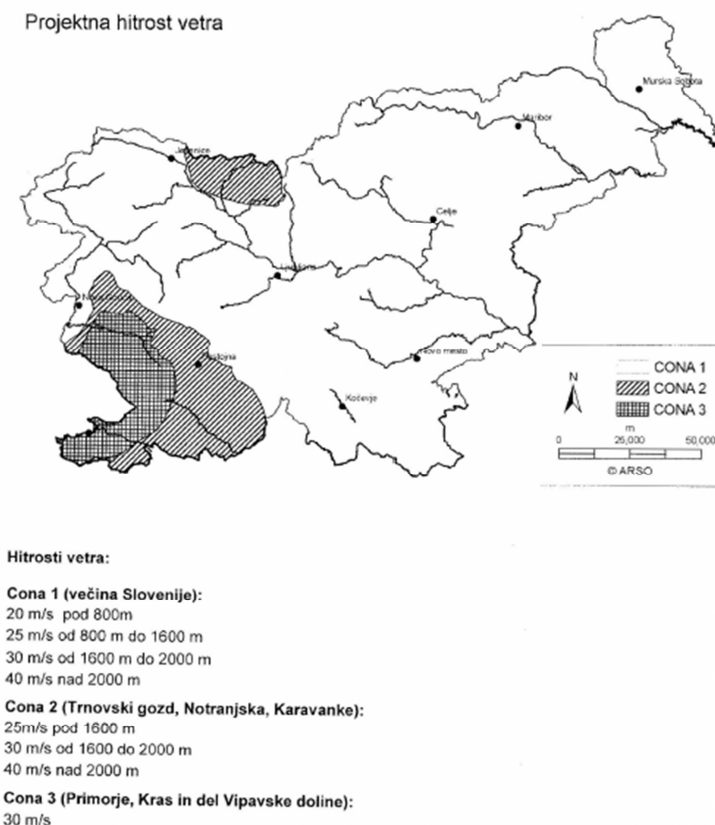 Projektna hitrost vetra
Murska Sobota
Maribor
Jesenice
Celje
Ljubljana
Nova Gorica
Postojna
Novo mesto
Kočevje
N
CONA 1
CONA 2
CONA 3
m
0 25,000 50,000
© ARSO
Hitrosti vetra:
Cona 1 (večina Slovenije):
20 m/s pod 800m
25 m/s od 800 m do 1600 m
30 m/s od 1600 m do 2000 m
40 m/s nad 2000 m
Cona 2 (Trnovski gozd, Notranjska, Karavanke):
25m/s pod 1600 m
30 m/s od 1600 do 2000 m
40 m/s nad 2000 m
Cona 3 (Primorje, Kras in del Vipavske doline):
30 m/s